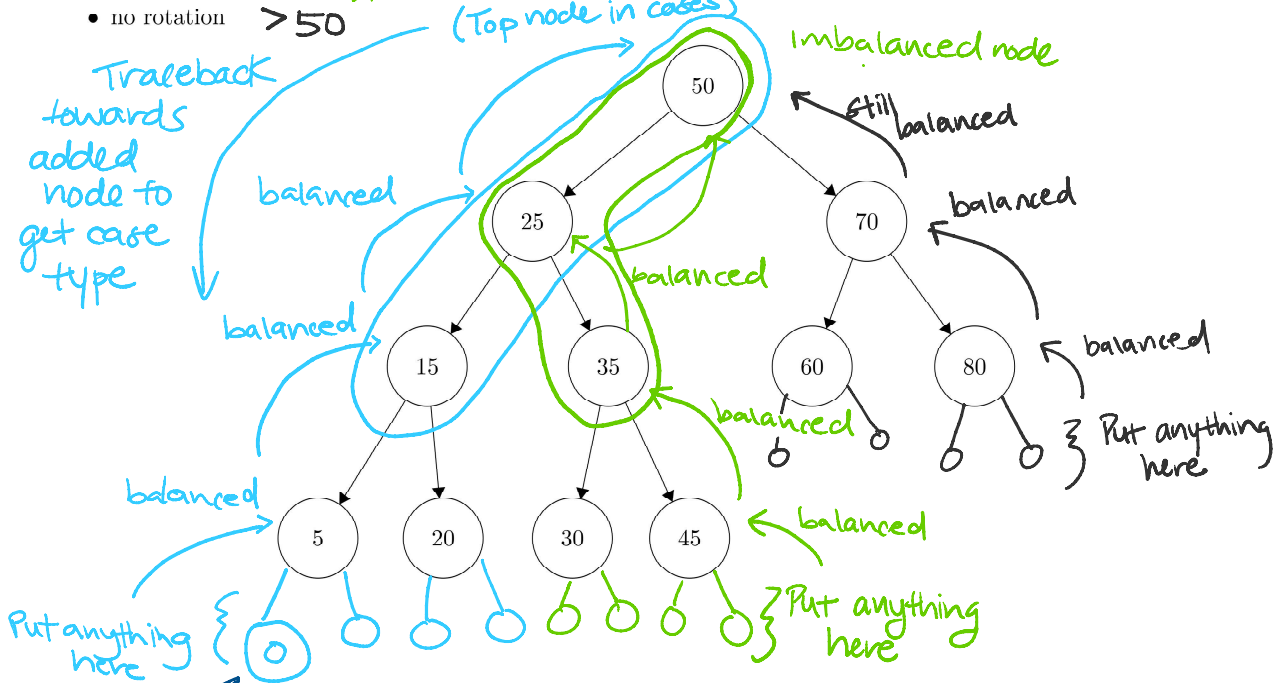 • no rotation
>50
(Top node in cases)
Imbalanced node
Traceback
towards
added
node to
get case
type
50
still balanced
balanced
25
70
balanced
balanced
balanced
15
35
60
80
balanced
balanced
Put anything
here
balanced
5
20
30
45
balanced
Put anything
here
Put anything
here